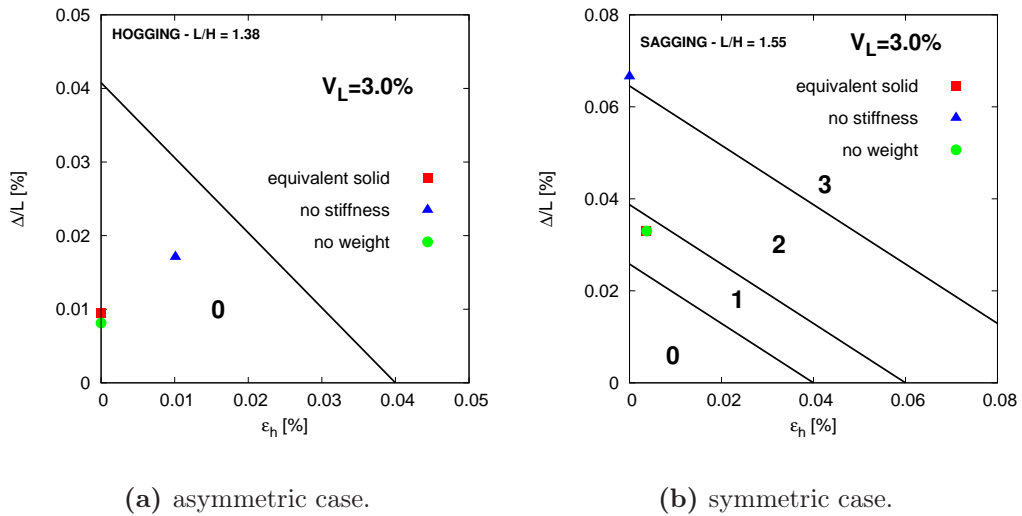 0.05
0.04
0.03
0.02
0.01
0
Δ/L [%]
HOGGING - L/H = 1.38
V_L=3.0%
equivalent solid
no stiffness
no weight
0
0 0.01 0.02 0.03 0.04 0.05
ε_h [%]
(a) asymmetric case.
0.08
0.06
0.04
0.02
0
Δ/L [%]
SAGGING - L/H = 1.55
V_L=3.0%
equivalent solid
no stiffness
no weight
3
2
1
0
0 0.02 0.04 0.06 0.08
ε_h [%]
(b) symmetric case.